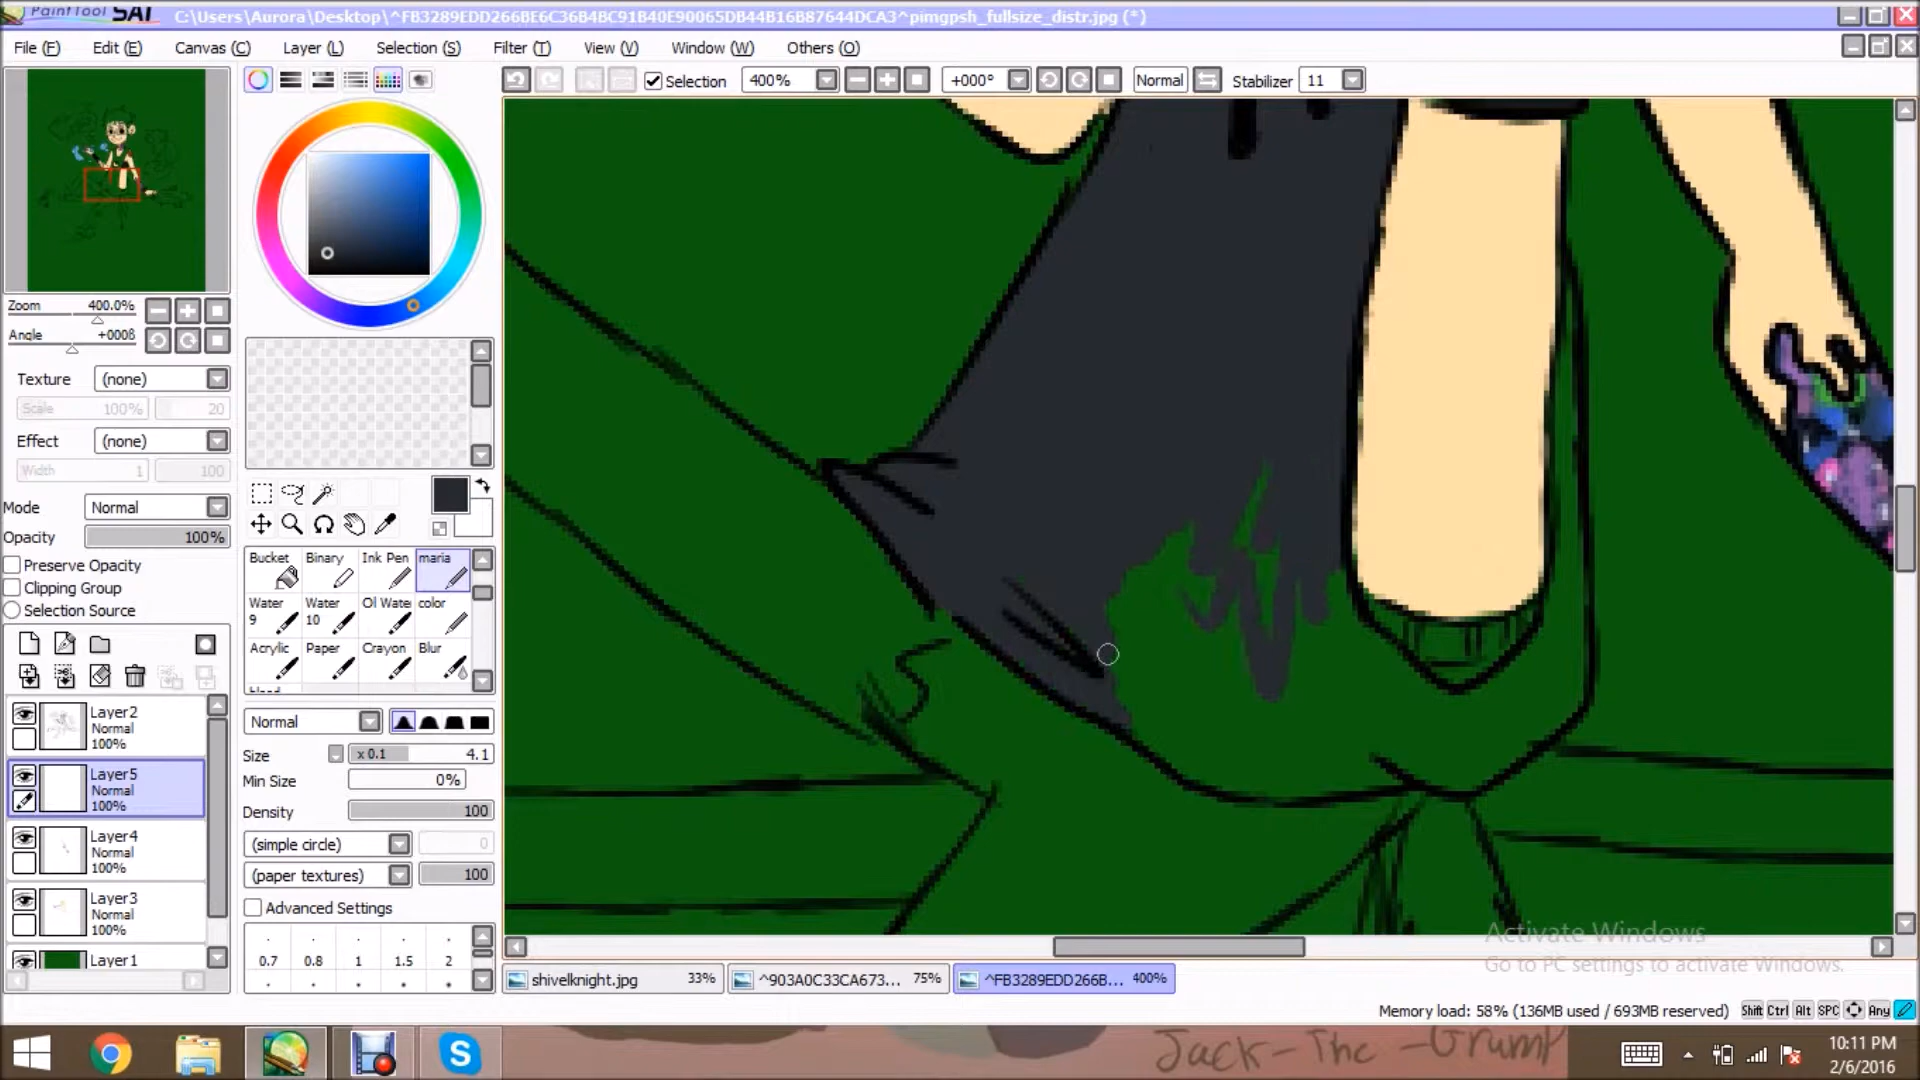 PaintTool SAI C:\Users\Aurora\Desktop\^FB3289EDD266BE6C36B4BC91B40E90065DB44B16B87644DCA3^pimgpsh_fullsize_distr.jpg (*)
File (F) Edit (E) Canvas (C) Layer (L) Selection (S) Filter (T) View (V) Window (W) Others (O)
Selection 400% +000° Normal Stabilizer 11
Zoom 400.0%
Angle +000ß
Texture (none)
Scale 100% 20
Effect (none)
Width 1 100
Mode Normal
Opacity 100%
Preserve Opacity
Clipping Group
Selection Source
Bucket Binary Ink Pen maria
Water 9 Water 10 Ol Wate color
Acrylic Paper Crayon Blur
Normal
Size x 0.1 4.1
Min Size 0%
Density 100
(simple circle) 0
(paper textures) 100
Advanced Settings
0.7 0.8 1 1.5 2
Layer2
Normal
100%
Layer5
Normal
100%
Layer4
Normal
100%
Layer3
Normal
100%
Layer1
Activate Windows
Go to PC settings to activate Windows.
shivelknight.jpg 33% ^903A0C33CA673... 75% ^FB3289EDD266B... 400%
Memory load: 58% (136MB used / 693MB reserved) Shift Ctrl Alt SPC Any
Jack-The-Grump
10:11 PM
2/6/2016